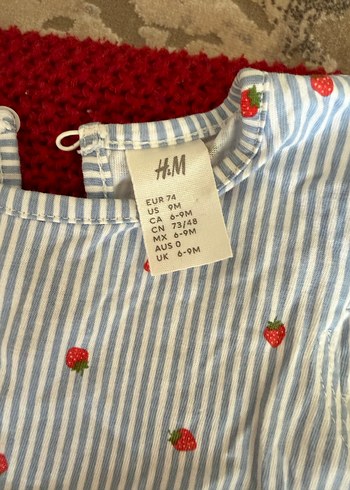 H&M
EUR 74
US 9M
CA 6-9M
CN 73/48
MX 6-9M
AUS 0
UK 6-9M